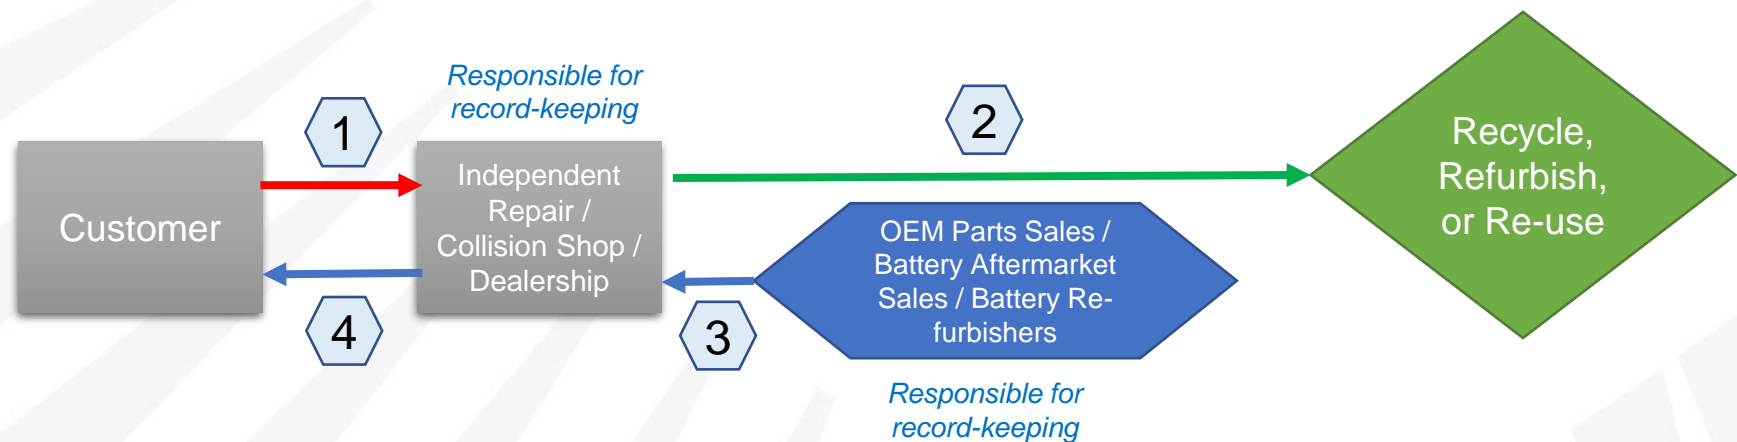 Responsible for
record-keeping
1
2
Customer
Independent
Repair /
Collision Shop /
Dealership
Recycle,
Refurbish,
or Re-use
OEM Parts Sales /
Battery Aftermarket
Sales / Battery Re-
furbishers
4
3
Responsible for
record-keeping